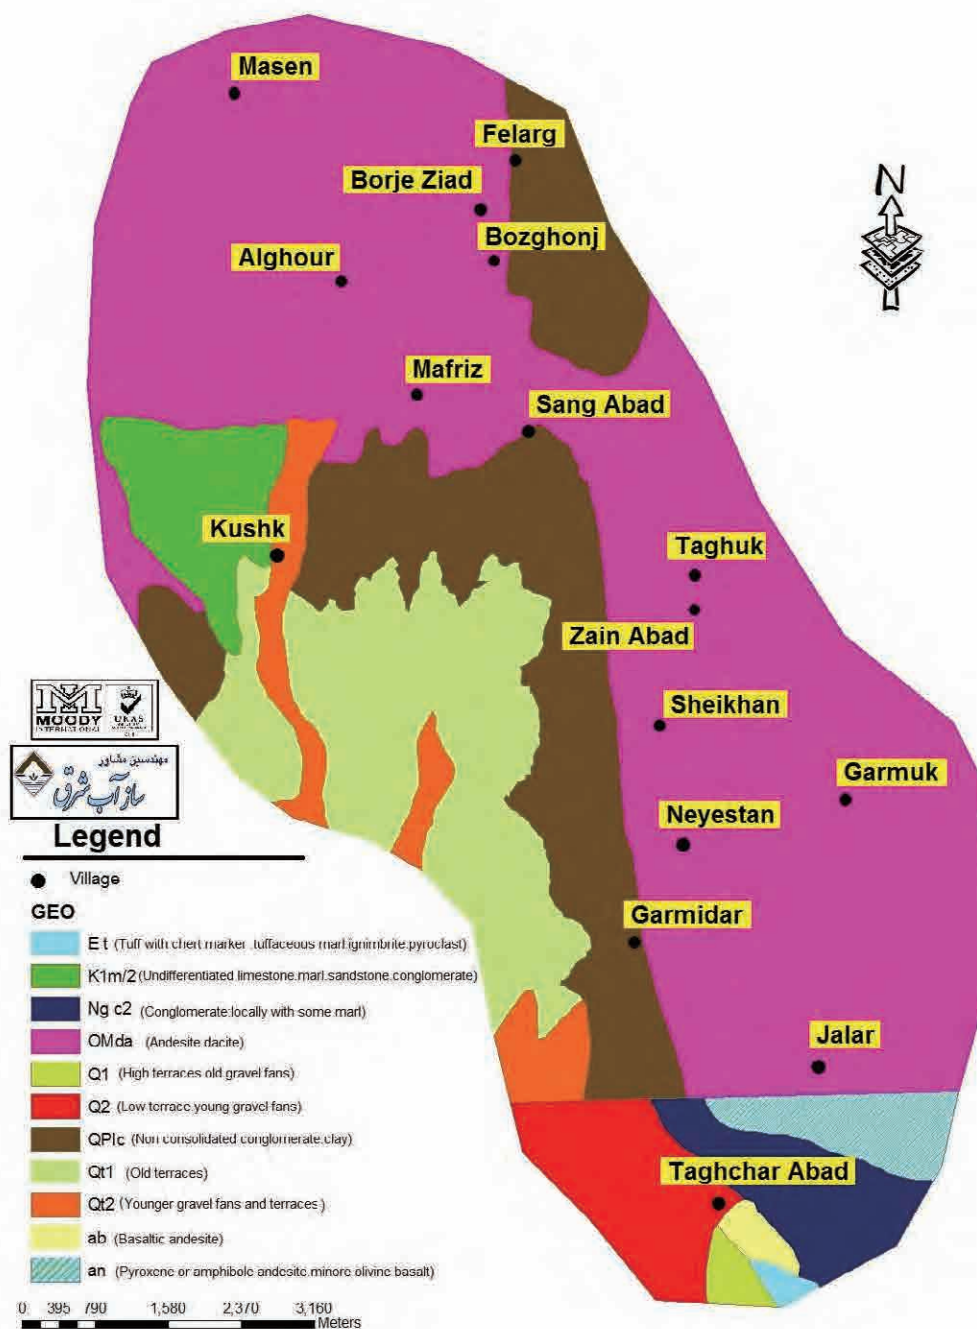 Masen
Felarg
Borje Ziad
N
Bozghonj
Alghour
Mafriz
Sang Abad
Kushk
Taghuk
Zain Abad
Sheikhan
MOODY
INTERNATIONAL
UKAS
Garmuk
مهندسین مشاور
ساز آب شرق
Neyestan
Garmidar
Jalar
Taghchar Abad
Legend
Village
GEO
Et (Tuff with chert marker tuffaceous marl.ignimbrite.pyroclast)
K1m/2 (Undifferentiated limestone.marl.sandstone.conglomerate)
Ng c2 (Conglomerate locally with some marl)
OMda (Andesite dacite)
Q1 (High terraces old gravel fans)
Q2 (Low terrace young gravel fans)
QPlc (Non consolidated conglomerate.clay)
Qt1 (Old terraces)
Qt2 (Younger gravel fans and terraces)
ab (Basaltic andesite)
an (Pyroxene or amphibole andesite minore olivine basalt)
0 395 790 1,580 2,370 3,160
Meters